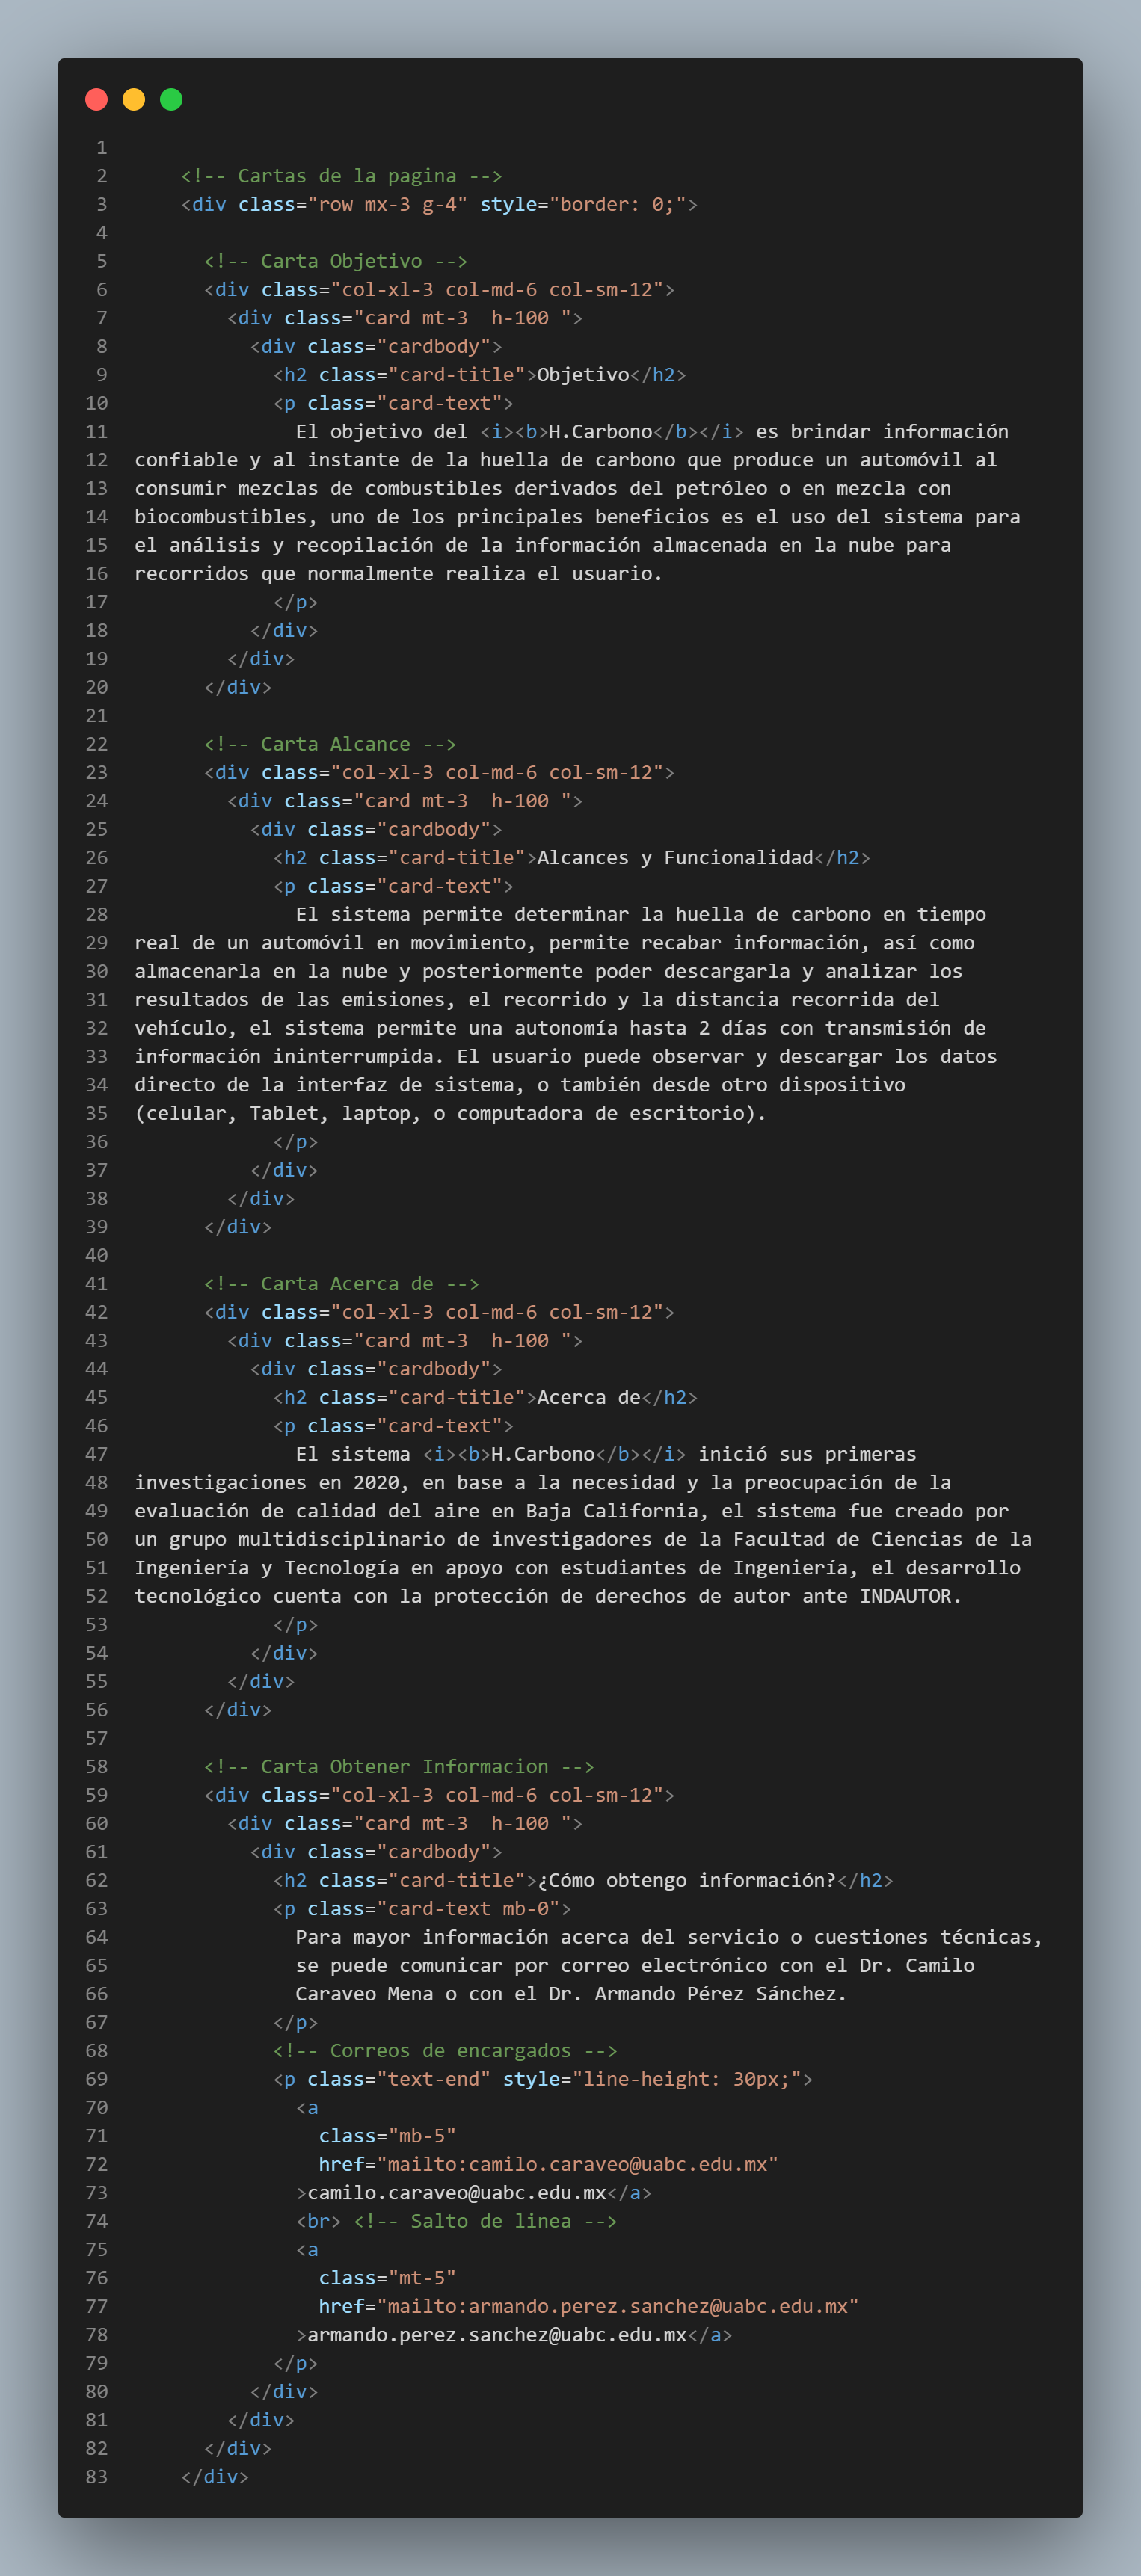 1
2     <!-- Cartas de la pagina -->
3     <div class="row mx-3 g-4" style="border: 0;">
4
5       <!-- Carta Objetivo -->
6       <div class="col-xl-3 col-md-6 col-sm-12">
7         <div class="card mt-3  h-100 ">
8           <div class="cardbody">
9             <h2 class="card-title">Objetivo</h2>
10             <p class="card-text">
11               El objetivo del <i><b>H.Carbono</b></i> es brindar información
12 confiable y al instante de la huella de carbono que produce un automóvil al
13 consumir mezclas de combustibles derivados del petróleo o en mezcla con
14 biocombustibles, uno de los principales beneficios es el uso del sistema para
15 el análisis y recopilación de la información almacenada en la nube para
16 recorridos que normalmente realiza el usuario.
17             </p>
18           </div>
19         </div>
20       </div>
21
22       <!-- Carta Alcance -->
23       <div class="col-xl-3 col-md-6 col-sm-12">
24         <div class="card mt-3  h-100 ">
25           <div class="cardbody">
26             <h2 class="card-title">Alcances y Funcionalidad</h2>
27             <p class="card-text">
28               El sistema permite determinar la huella de carbono en tiempo
29 real de un automóvil en movimiento, permite recabar información, así como
30 almacenarla en la nube y posteriormente poder descargarla y analizar los
31 resultados de las emisiones, el recorrido y la distancia recorrida del
32 vehículo, el sistema permite una autonomía hasta 2 días con transmisión de
33 información ininterrumpida. El usuario puede observar y descargar los datos
34 directo de la interfaz de sistema, o también desde otro dispositivo
35 (celular, Tablet, laptop, o computadora de escritorio).
36             </p>
37           </div>
38         </div>
39       </div>
40
41       <!-- Carta Acerca de -->
42       <div class="col-xl-3 col-md-6 col-sm-12">
43         <div class="card mt-3  h-100 ">
44           <div class="cardbody">
45             <h2 class="card-title">Acerca de</h2>
46             <p class="card-text">
47               El sistema <i><b>H.Carbono</b></i> inició sus primeras
48 investigaciones en 2020, en base a la necesidad y la preocupación de la
49 evaluación de calidad del aire en Baja California, el sistema fue creado por
50 un grupo multidisciplinario de investigadores de la Facultad de Ciencias de la
51 Ingeniería y Tecnología en apoyo con estudiantes de Ingeniería, el desarrollo
52 tecnológico cuenta con la protección de derechos de autor ante INDAUTOR.
53             </p>
54           </div>
55         </div>
56       </div>
57
58       <!-- Carta Obtener Informacion -->
59       <div class="col-xl-3 col-md-6 col-sm-12">
60         <div class="card mt-3  h-100 ">
61           <div class="cardbody">
62             <h2 class="card-title">¿Cómo obtengo información?</h2>
63             <p class="card-text mb-0">
64               Para mayor información acerca del servicio o cuestiones técnicas,
65               se puede comunicar por correo electrónico con el Dr. Camilo
66               Caraveo Mena o con el Dr. Armando Pérez Sánchez.
67             </p>
68             <!-- Correos de encargados -->
69             <p class="text-end" style="line-height: 30px;">
70               <a
71                 class="mb-5"
72                 href="mailto:camilo.caraveo@uabc.edu.mx"
73               >camilo.caraveo@uabc.edu.mx</a>
74               <br> <!-- Salto de linea -->
75               <a
76                 class="mt-5"
77                 href="mailto:armando.perez.sanchez@uabc.edu.mx"
78               >armando.perez.sanchez@uabc.edu.mx</a>
79             </p>
80           </div>
81         </div>
82       </div>
83     </div>